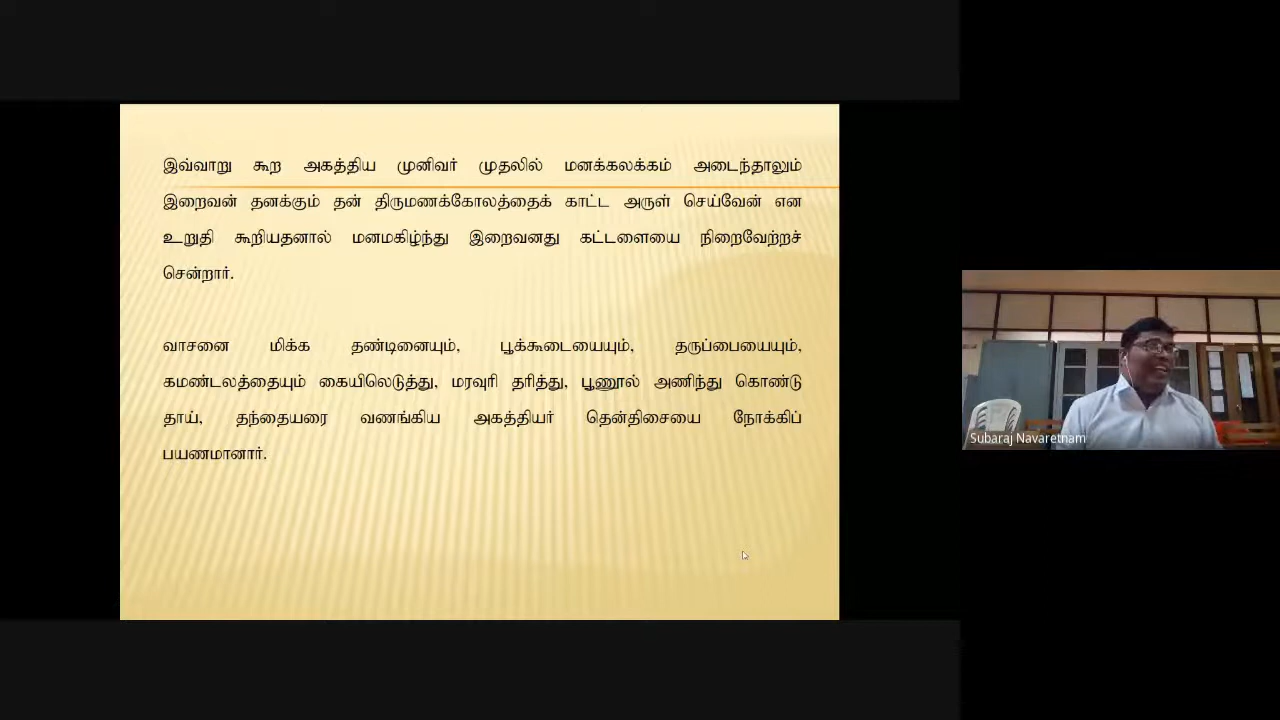 இவ்வாறு கூற அகத்திய முனிவர் முதலில் மனக்கலக்கம் அடைந்தாலும்
இறைவன் தனக்கும் தன் திருமணக்கோலத்தைக் காட்ட அருள் செய்வேன் என
உறுதி கூறியதனால் மனமகிழ்ந்து இறைவனது கட்டளையை நிறைவேற்றச்
சென்றார்.
வாசனை மிக்க தண்டினையும், பூக்கூடையையும், தருப்பையையும்,
கமண்டலத்தையும் கையிலெடுத்து, மரவுரி தரித்து, பூணூல் அணிந்து கொண்டு
தாய், தந்தையரை வணங்கிய அகத்தியர் தென்திசையை நோக்கிப்
பயணமானார்.
Subaraj Navaretnam